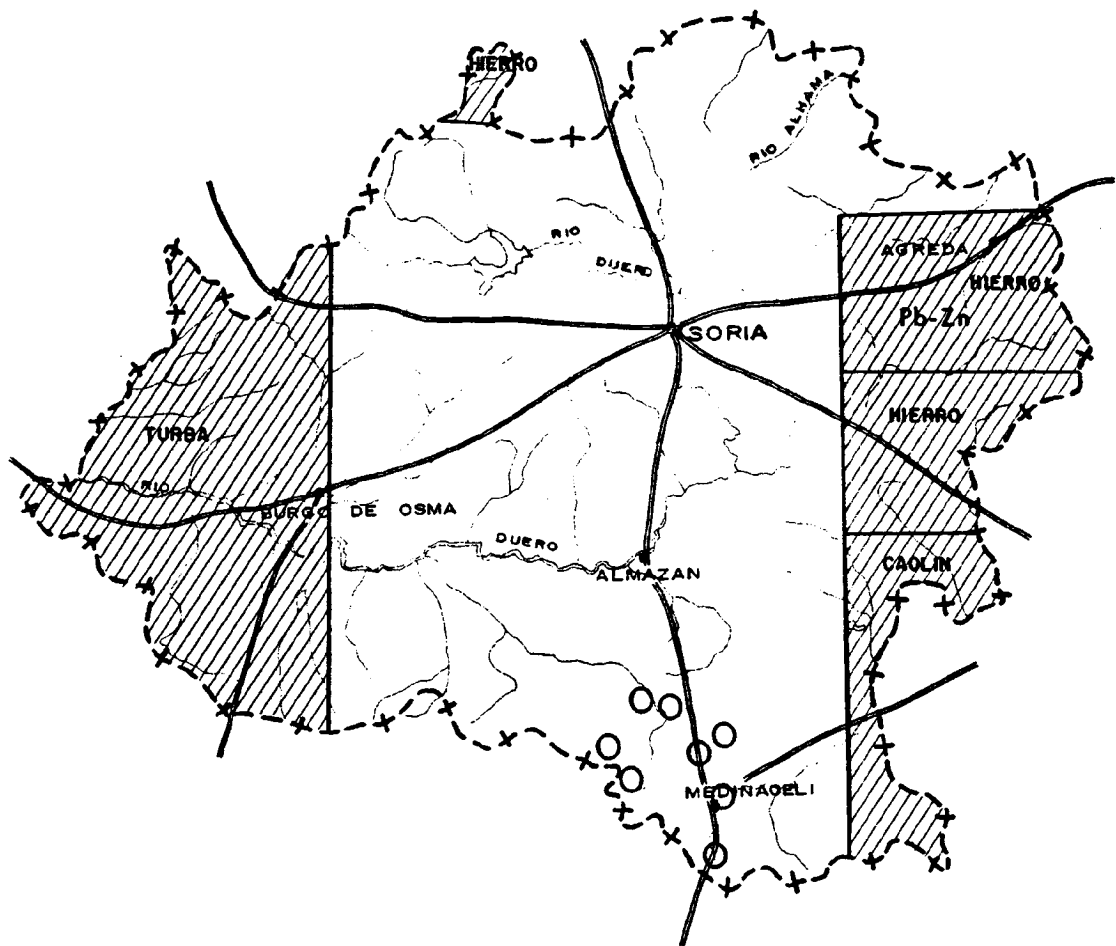 HIERRO
RIO ALHAMA
RIO
DUERO
AGREDA
HIERRO
Pb-Zn
SORIA
HIERRO
TURBA
RIO
BURGO DE OSMA
DUERO
CAOLIN
ALMAZAN
MEDINACELI